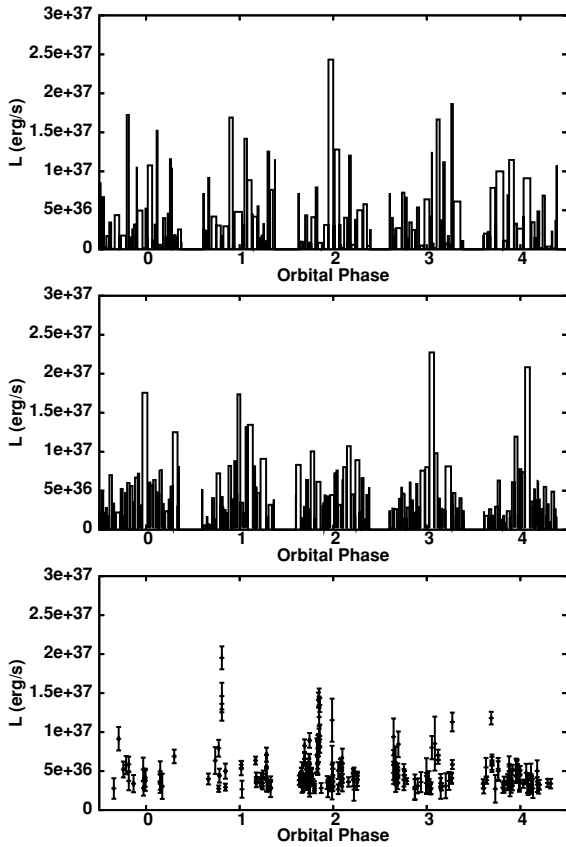 3e+37
2.5e+37
2e+37
1.5e+37
1e+37
5e+36
0
L (erg/s)
0 1 2 3 4
Orbital Phase
3e+37
2.5e+37
2e+37
1.5e+37
1e+37
5e+36
0
L (erg/s)
0 1 2 3 4
Orbital Phase
3e+37
2.5e+37
2e+37
1.5e+37
1e+37
5e+36
0
L (erg/s)
0 1 2 3 4
Orbital Phase